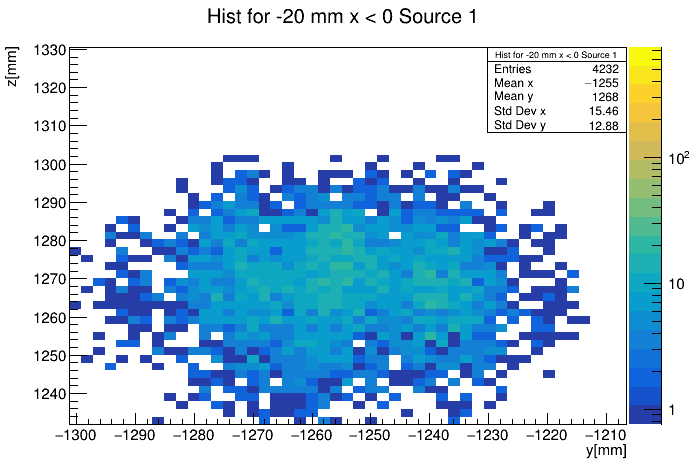 Hist for -20 mm x < 0 Source 1
z[mm]
1330
1320
1310
1300
1290
1280
1270
1260
1250
1240
Hist for -20 mm x < 0 Source 1
Entries 4232
Mean x −1255
Mean y 1268
Std Dev x 15.46
Std Dev y 12.88
10²
10
1
−1300 −1290 −1280 −1270 −1260 −1250 −1240 −1230 −1220 −1210
y[mm]